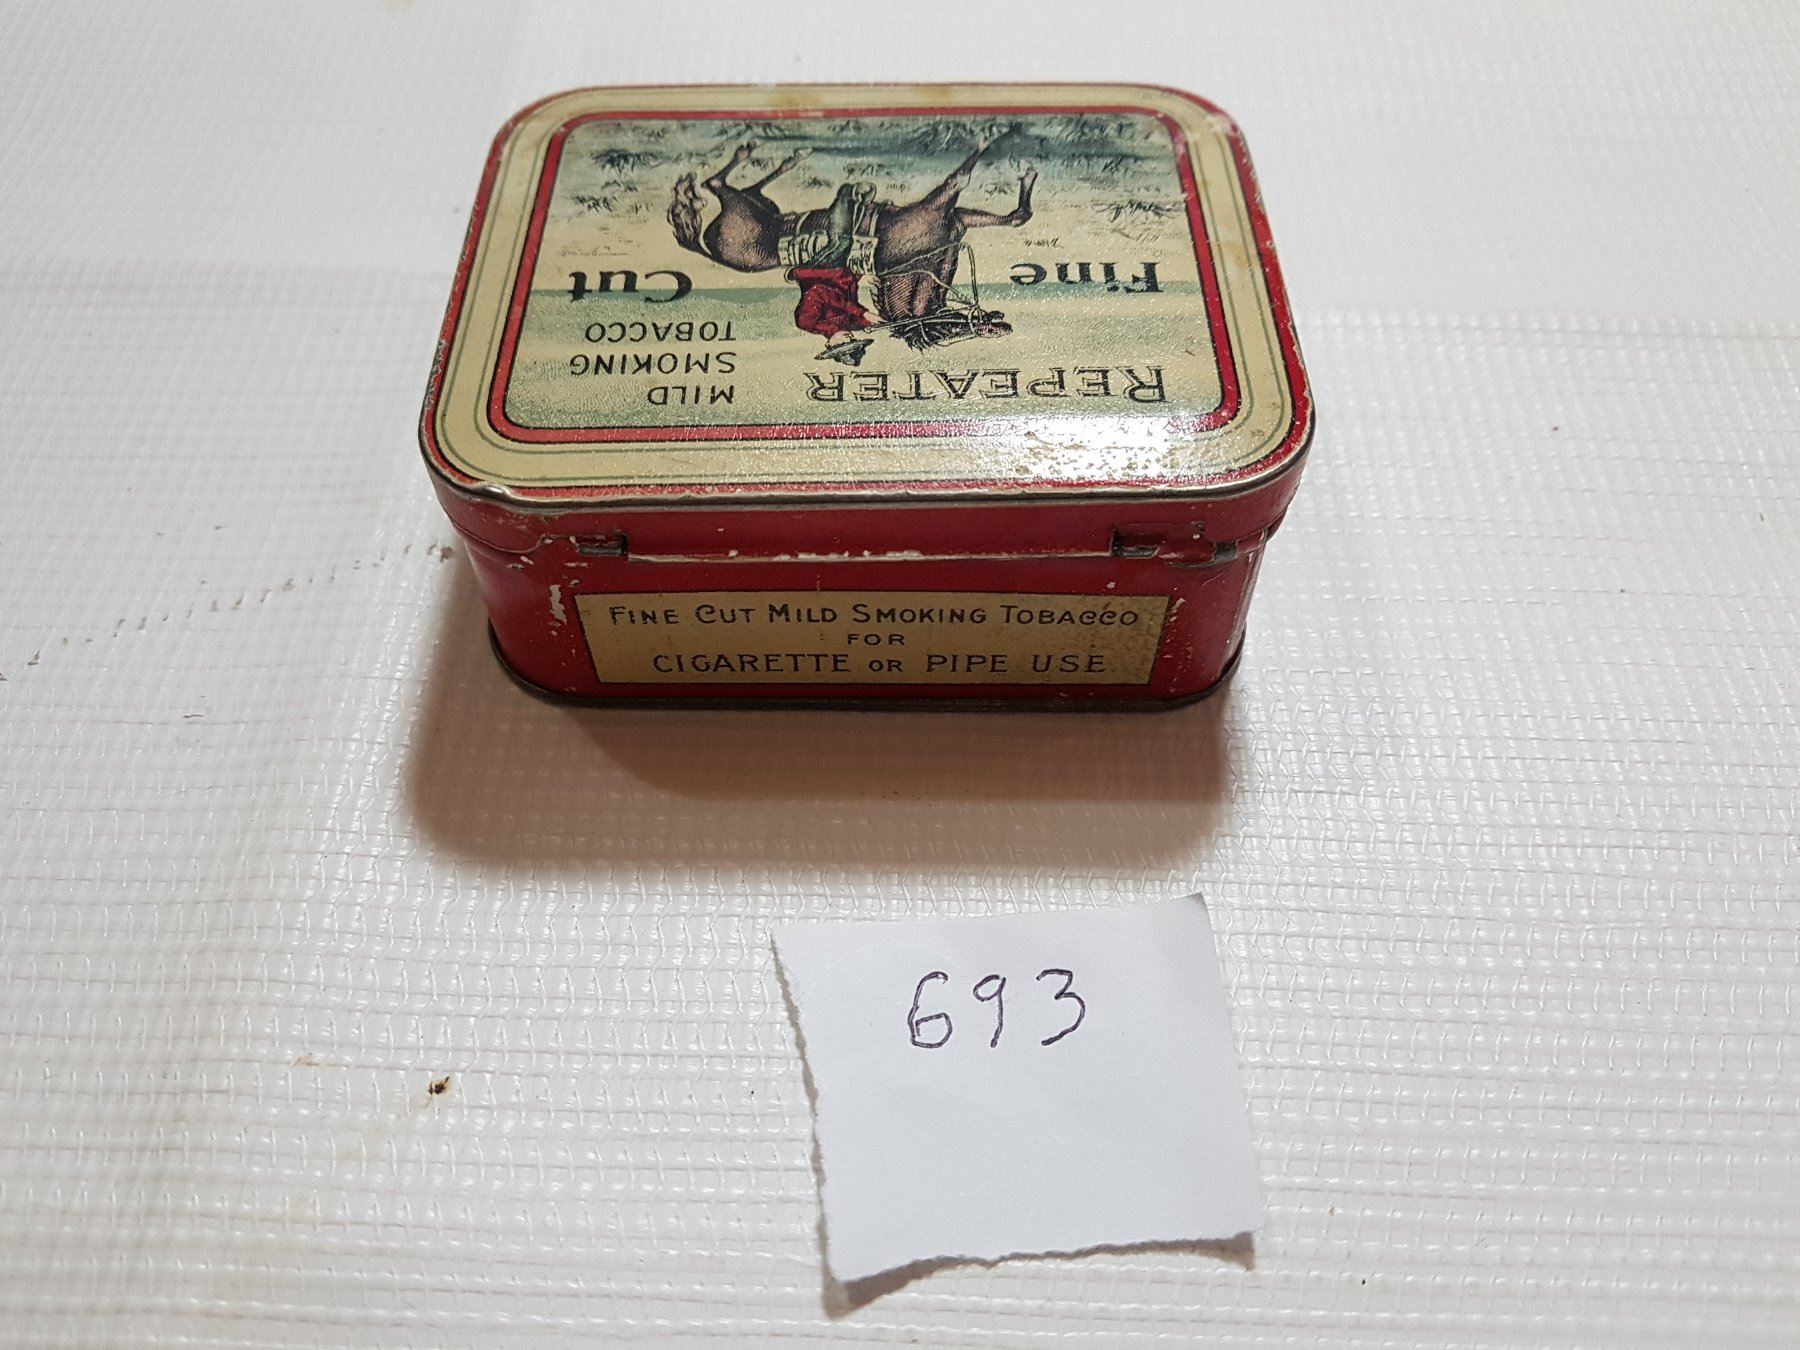 REPEATER
MILD
SMOKING
TOBACCO
Fine Cut
FINE CUT MILD SMOKING TOBACCO
FOR
CIGARETTE OR PIPE USE
693